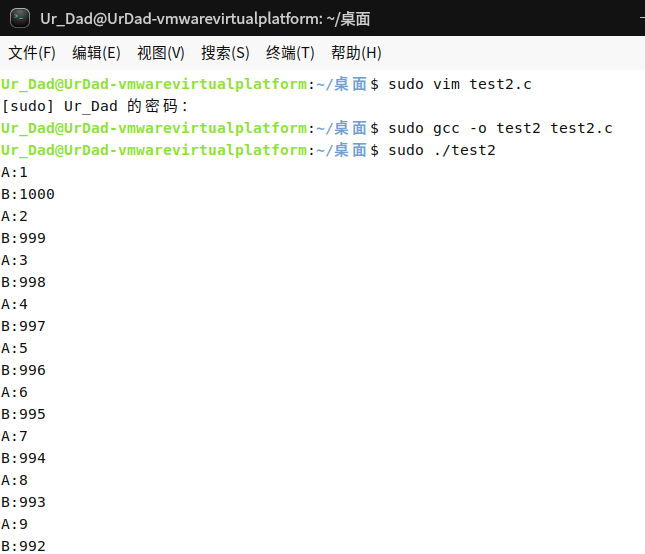 Ur_Dad@UrDad-vmwarevirtualplatform: ~/桌面
文件(F) 编辑(E) 视图(V) 搜索(S) 终端(T) 帮助(H)
Ur_Dad@UrDad-vmwarevirtualplatform:~/桌面$ sudo vim test2.c
[sudo] Ur_Dad 的密码：
Ur_Dad@UrDad-vmwarevirtualplatform:~/桌面$ sudo gcc -o test2 test2.c
Ur_Dad@UrDad-vmwarevirtualplatform:~/桌面$ sudo ./test2
A:1
B:1000
A:2
B:999
A:3
B:998
A:4
B:997
A:5
B:996
A:6
B:995
A:7
B:994
A:8
B:993
A:9
B:992